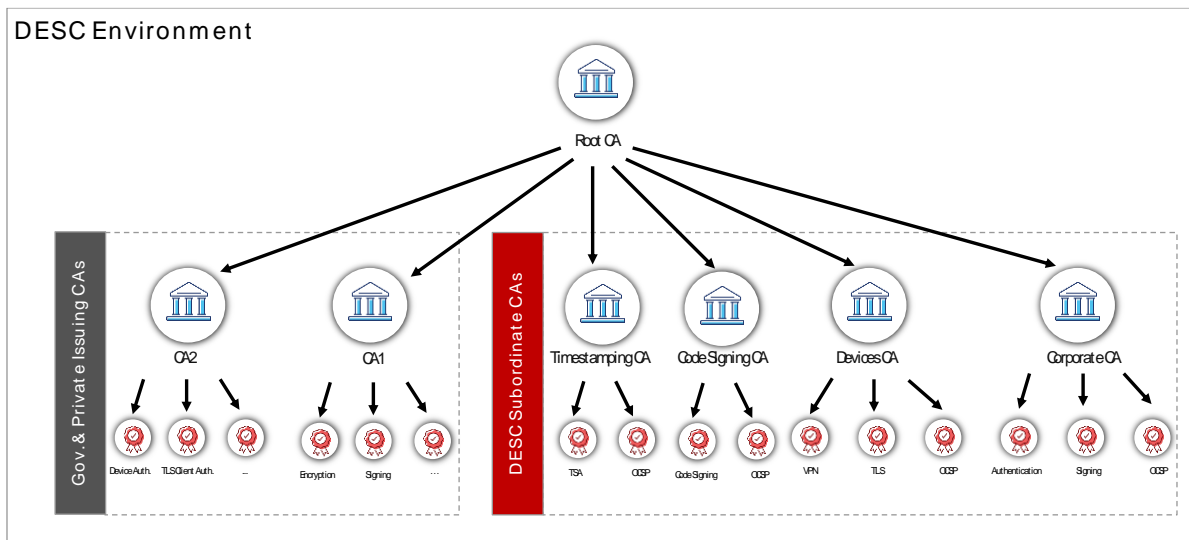 DESC Environment
Root CA
Gov. & Private Issuing CAs
CA2
CA1
DESC Subordinate CAs
Timestamping CA
Code Signing CA
Devices CA
Corporate CA
Device Auth.
TLS Client Auth.
...
Encryption
Signing
...
TSA
OCSP
Code Signing
OCSP
VPN
TLS
OCSP
Authentication
Signing
OCSP